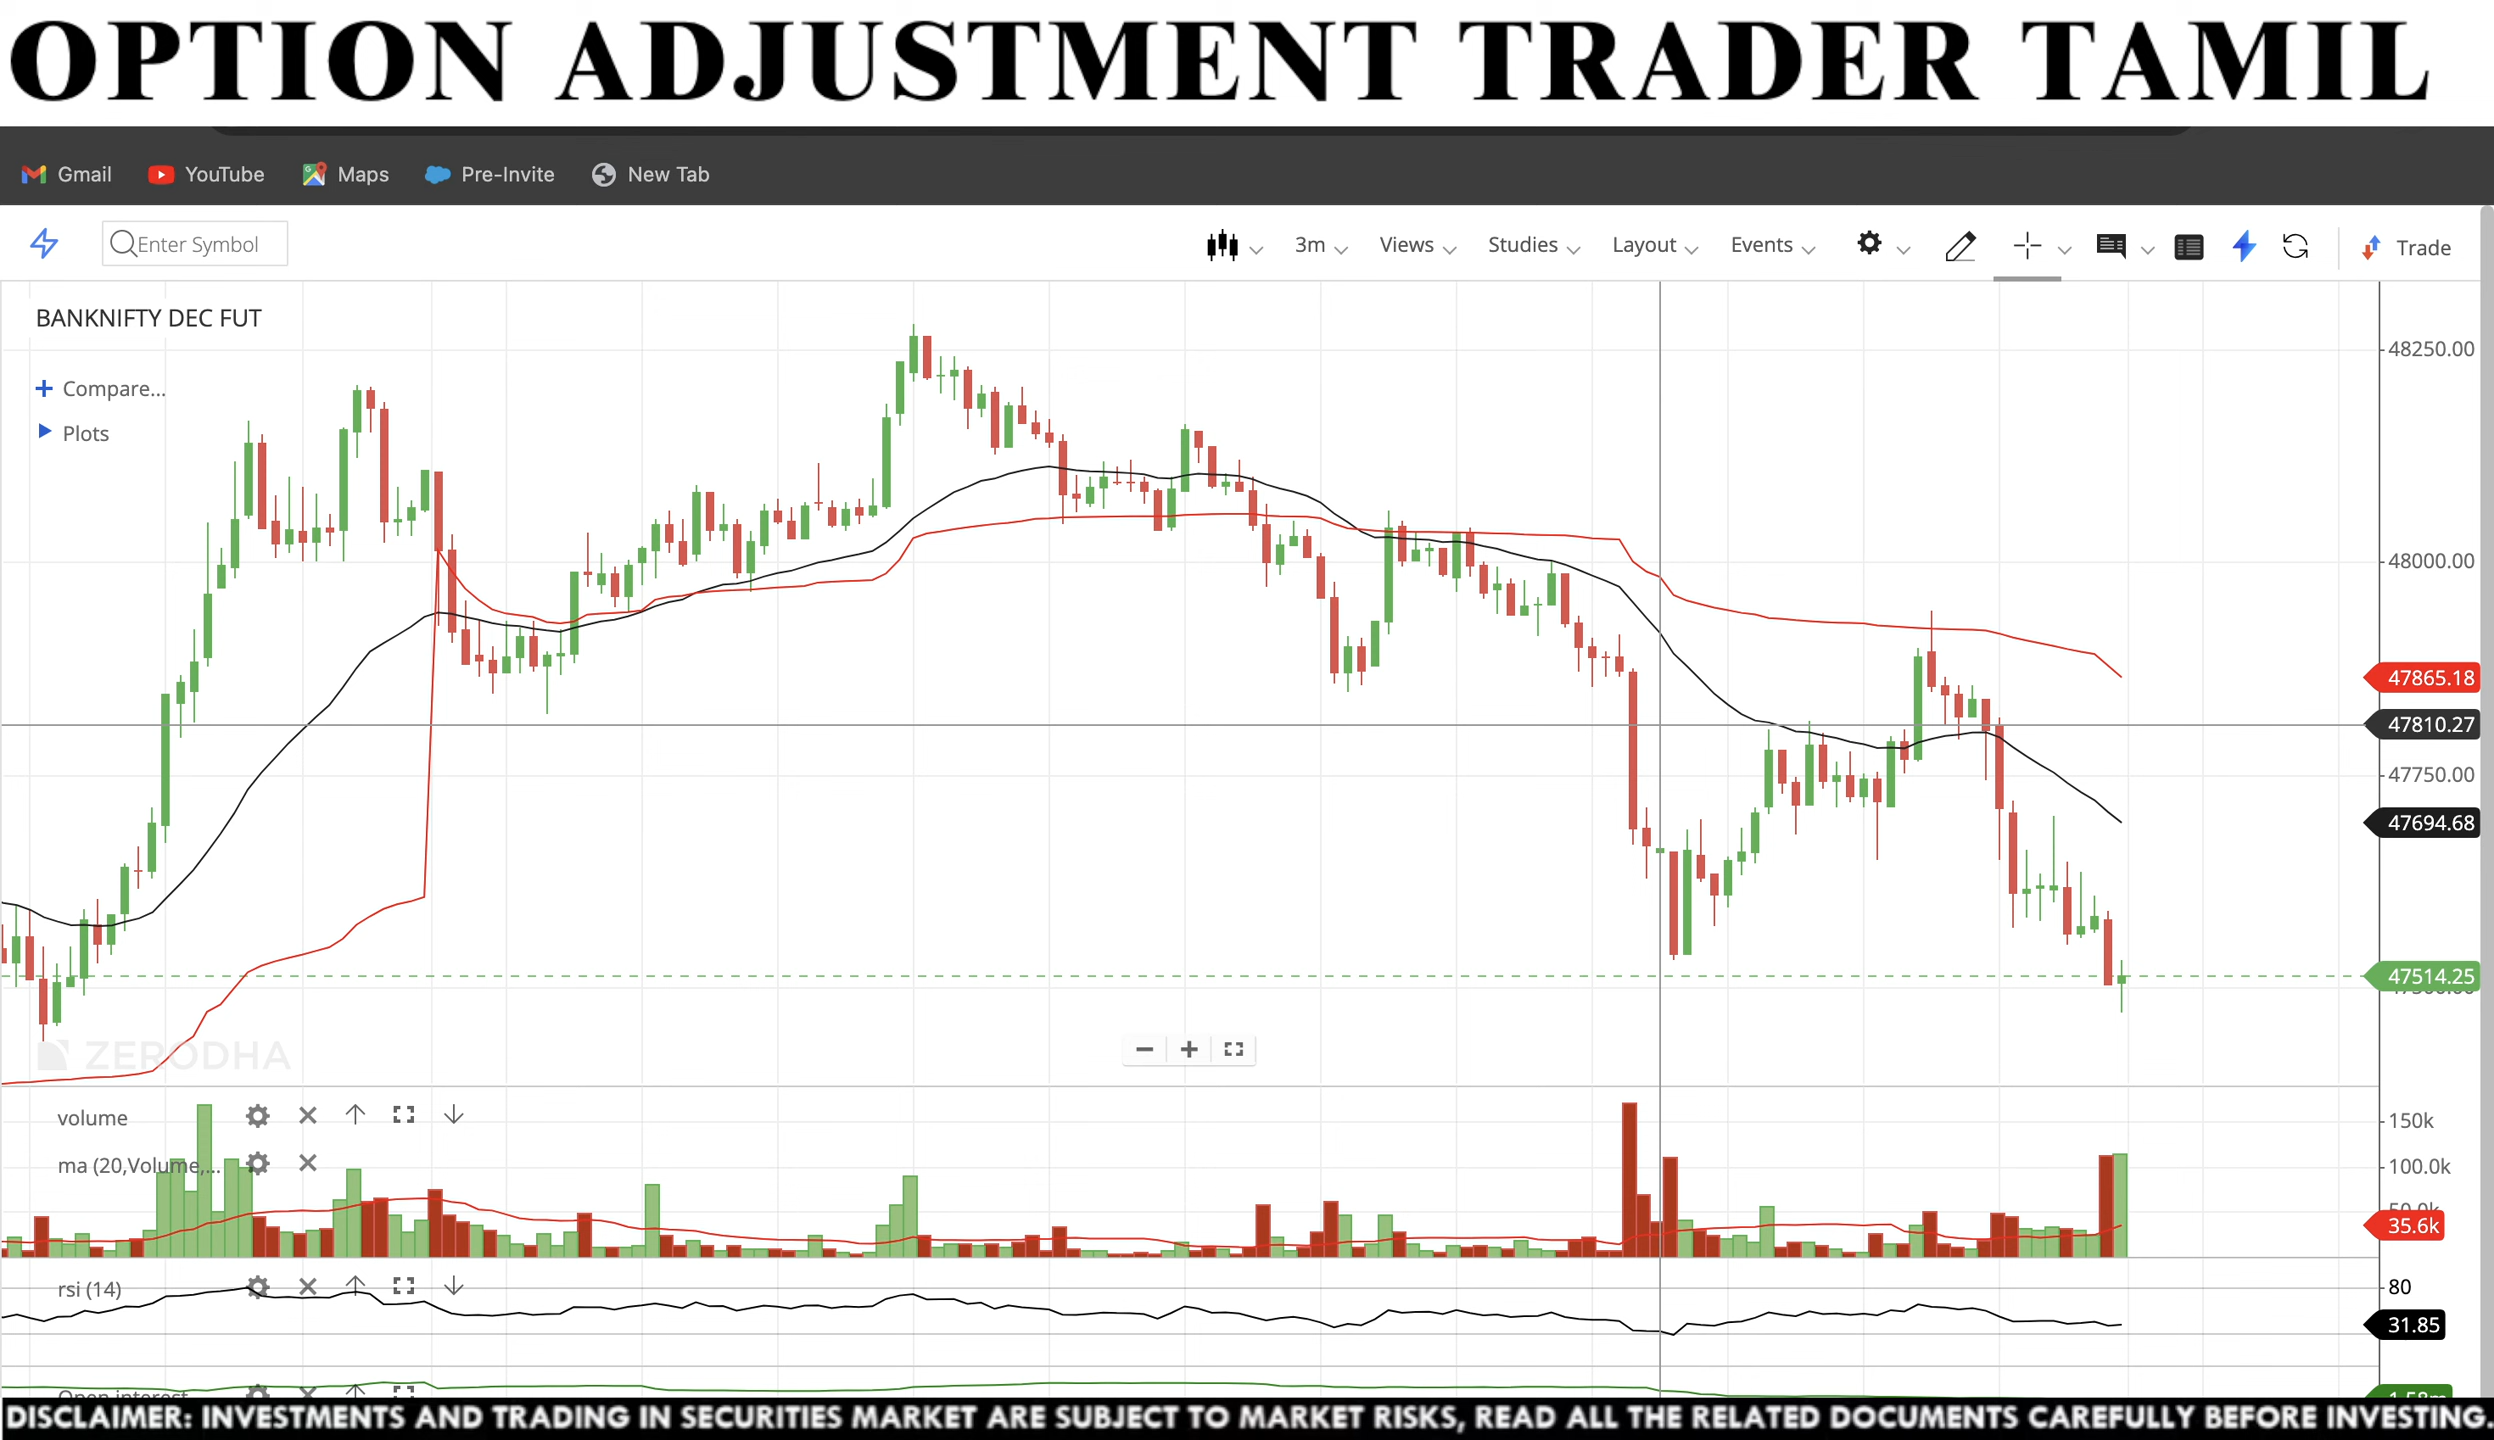 OPTION ADJUSTMENT TRADER TAMIL
Gmail YouTube Maps Pre-Invite New Tab
Enter Symbol 3m Views Studies Layout Events Trade
BANKNIFTY DEC FUT
Compare...
Plots
48250.00
48000.00
47865.18
47810.27
47750.00
47694.68
47514.25
ZERODHA
volume
150k
ma (20,Volume,...
100.0k
35.6k
rsi (14)
80
31.85
Open interest
DISCLAIMER: INVESTMENTS AND TRADING IN SECURITIES MARKET ARE SUBJECT TO MARKET RISKS, READ ALL THE RELATED DOCUMENTS CAREFULLY BEFORE INVESTING.